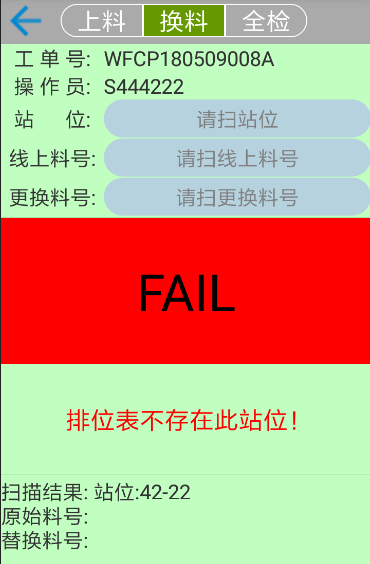 上料 换料 全检
工单号: WFCP180509008A
操作员: S444222
站 位: 请扫站位
线上料号: 请扫线上料号
更换料号: 请扫更换料号
FAIL
排位表不存在此站位!
扫描结果: 站位:42-22
原始料号:
替换料号: